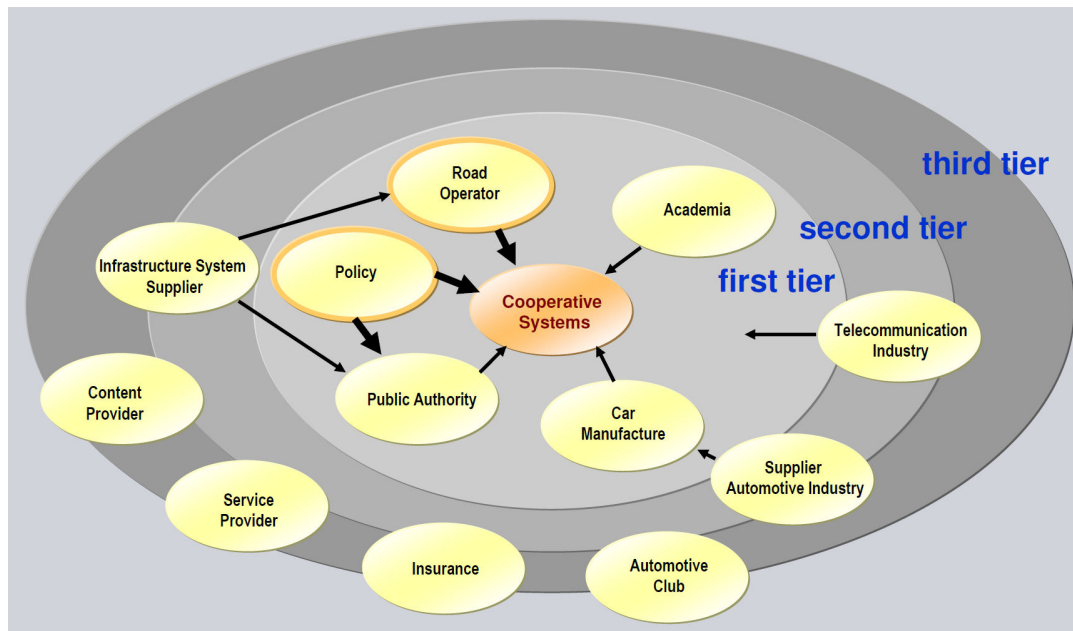 Road
Operator
Academia
third tier
second tier
first tier
Infrastructure System
Supplier
Policy
Cooperative
Systems
Telecommunication
Industry
Content
Provider
Public Authority
Car
Manufacture
Supplier
Automotive Industry
Service
Provider
Insurance
Automotive
Club